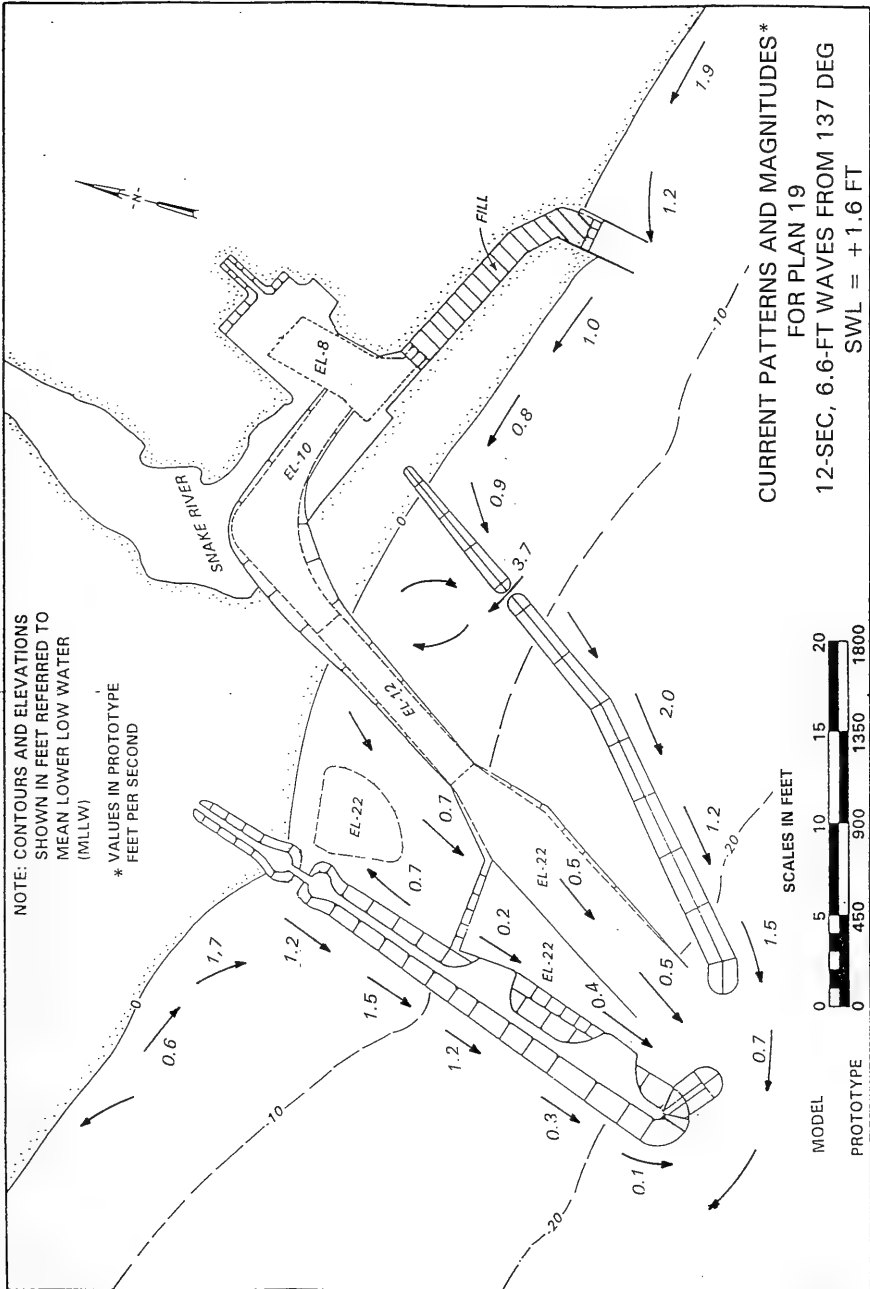 NOTE: CONTOURS AND ELEVATIONS
SHOWN IN FEET REFERRED TO
MEAN LOWER LOW WATER
(MLLW)
* VALUES IN PROTOTYPE
FEET PER SECOND
-N-
SNAKE RIVER
EL-8
EL-10
EL-12
FILL
EL-22
EL-22
EL-22
0
0
-10
-10
-20
-20
1.9
1.2
1.0
0.8
0.9
3.7
2.0
1.2
1.5
0.7
0.7
0.7
0.5
0.2
0.5
0.4
1.7
0.6
1.2
1.5
1.2
0.3
0.1
CURRENT PATTERNS AND MAGNITUDES*
FOR PLAN 19
12-SEC, 6.6-FT WAVES FROM 137 DEG
SWL = +1.6 FT
SCALES IN FEET
MODEL 0 5 10 15 20
PROTOTYPE 0 450 900 1350 1800